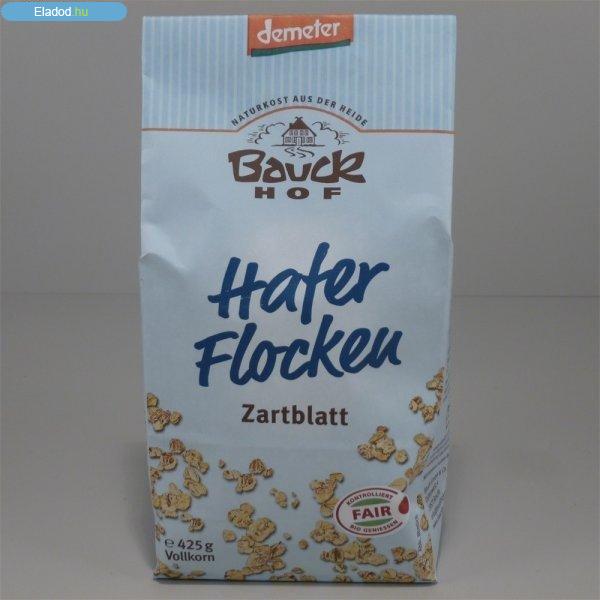 Eladod.hu
demeter
NATURKOST AUS DER HEIDE
BAUCK
HOF
Hafer
Flocken
Zartblatt
KONTROLLIERT
FAIR
BIO GENIESSEN
℮ 425 g
Vollkorn